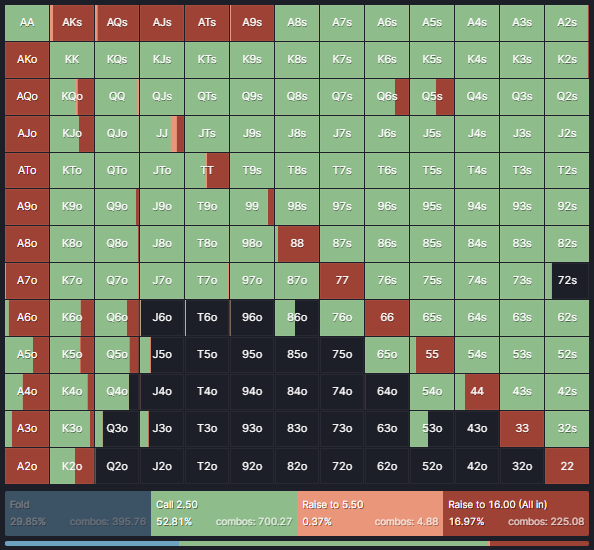 AA AKs AQs AJs ATs A9s A8s A7s A6s A5s A4s A3s A2s
AKo KK KQs KJs KTs K9s K8s K7s K6s K5s K4s K3s K2s
AQo KQo QQ QJs QTs Q9s Q8s Q7s Q6s Q5s Q4s Q3s Q2s
AJo KJo QJo JJ JTs J9s J8s J7s J6s J5s J4s J3s J2s
ATo KTo QTo JTo TT T9s T8s T7s T6s T5s T4s T3s T2s
A9o K9o Q9o J9o T9o 99 98s 97s 96s 95s 94s 93s 92s
A8o K8o Q8o J8o T8o 98o 88 87s 86s 85s 84s 83s 82s
A7o K7o Q7o J7o T7o 97o 87o 77 76s 75s 74s 73s 72s
A6o K6o Q6o J6o T6o 96o 86o 76o 66 65s 64s 63s 62s
A5o K5o Q5o J5o T5o 95o 85o 75o 65o 55 54s 53s 52s
A4o K4o Q4o J4o T4o 94o 84o 74o 64o 54o 44 43s 42s
A3o K3o Q3o J3o T3o 93o 83o 73o 63o 53o 43o 33 32s
A2o K2o Q2o J2o T2o 92o 82o 72o 62o 52o 42o 32o 22
Fold Call 2.50 Raise to 5.50 Raise to 16.00 (All in)
29.85% combos: 395.76 52.81% combos: 700.27 0.37% combos: 4.88 16.97% combos: 225.08